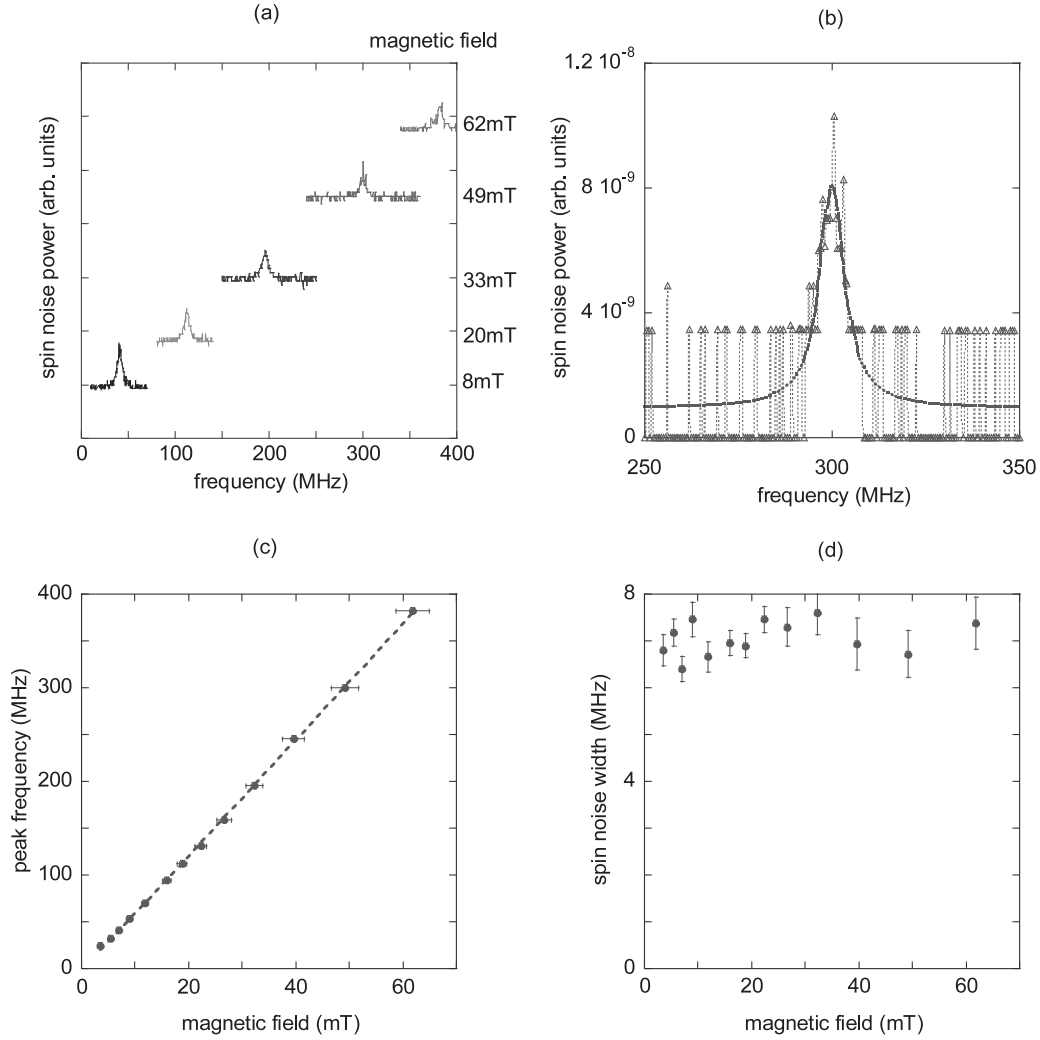 (a)
magnetic field
spin noise power (arb. units)
62mT
49mT
33mT
20mT
8mT
0 100 200 300 400
frequency (MHz)
(b)
spin noise power (arb. units)
1.2 10-8
8 10-9
4 10-9
0
250 300 350
frequency (MHz)
(c)
peak frequency (MHz)
400
300
200
100
0
0 20 40 60
magnetic field (mT)
(d)
spin noise width (MHz)
8
4
0
0 20 40 60
magnetic field (mT)